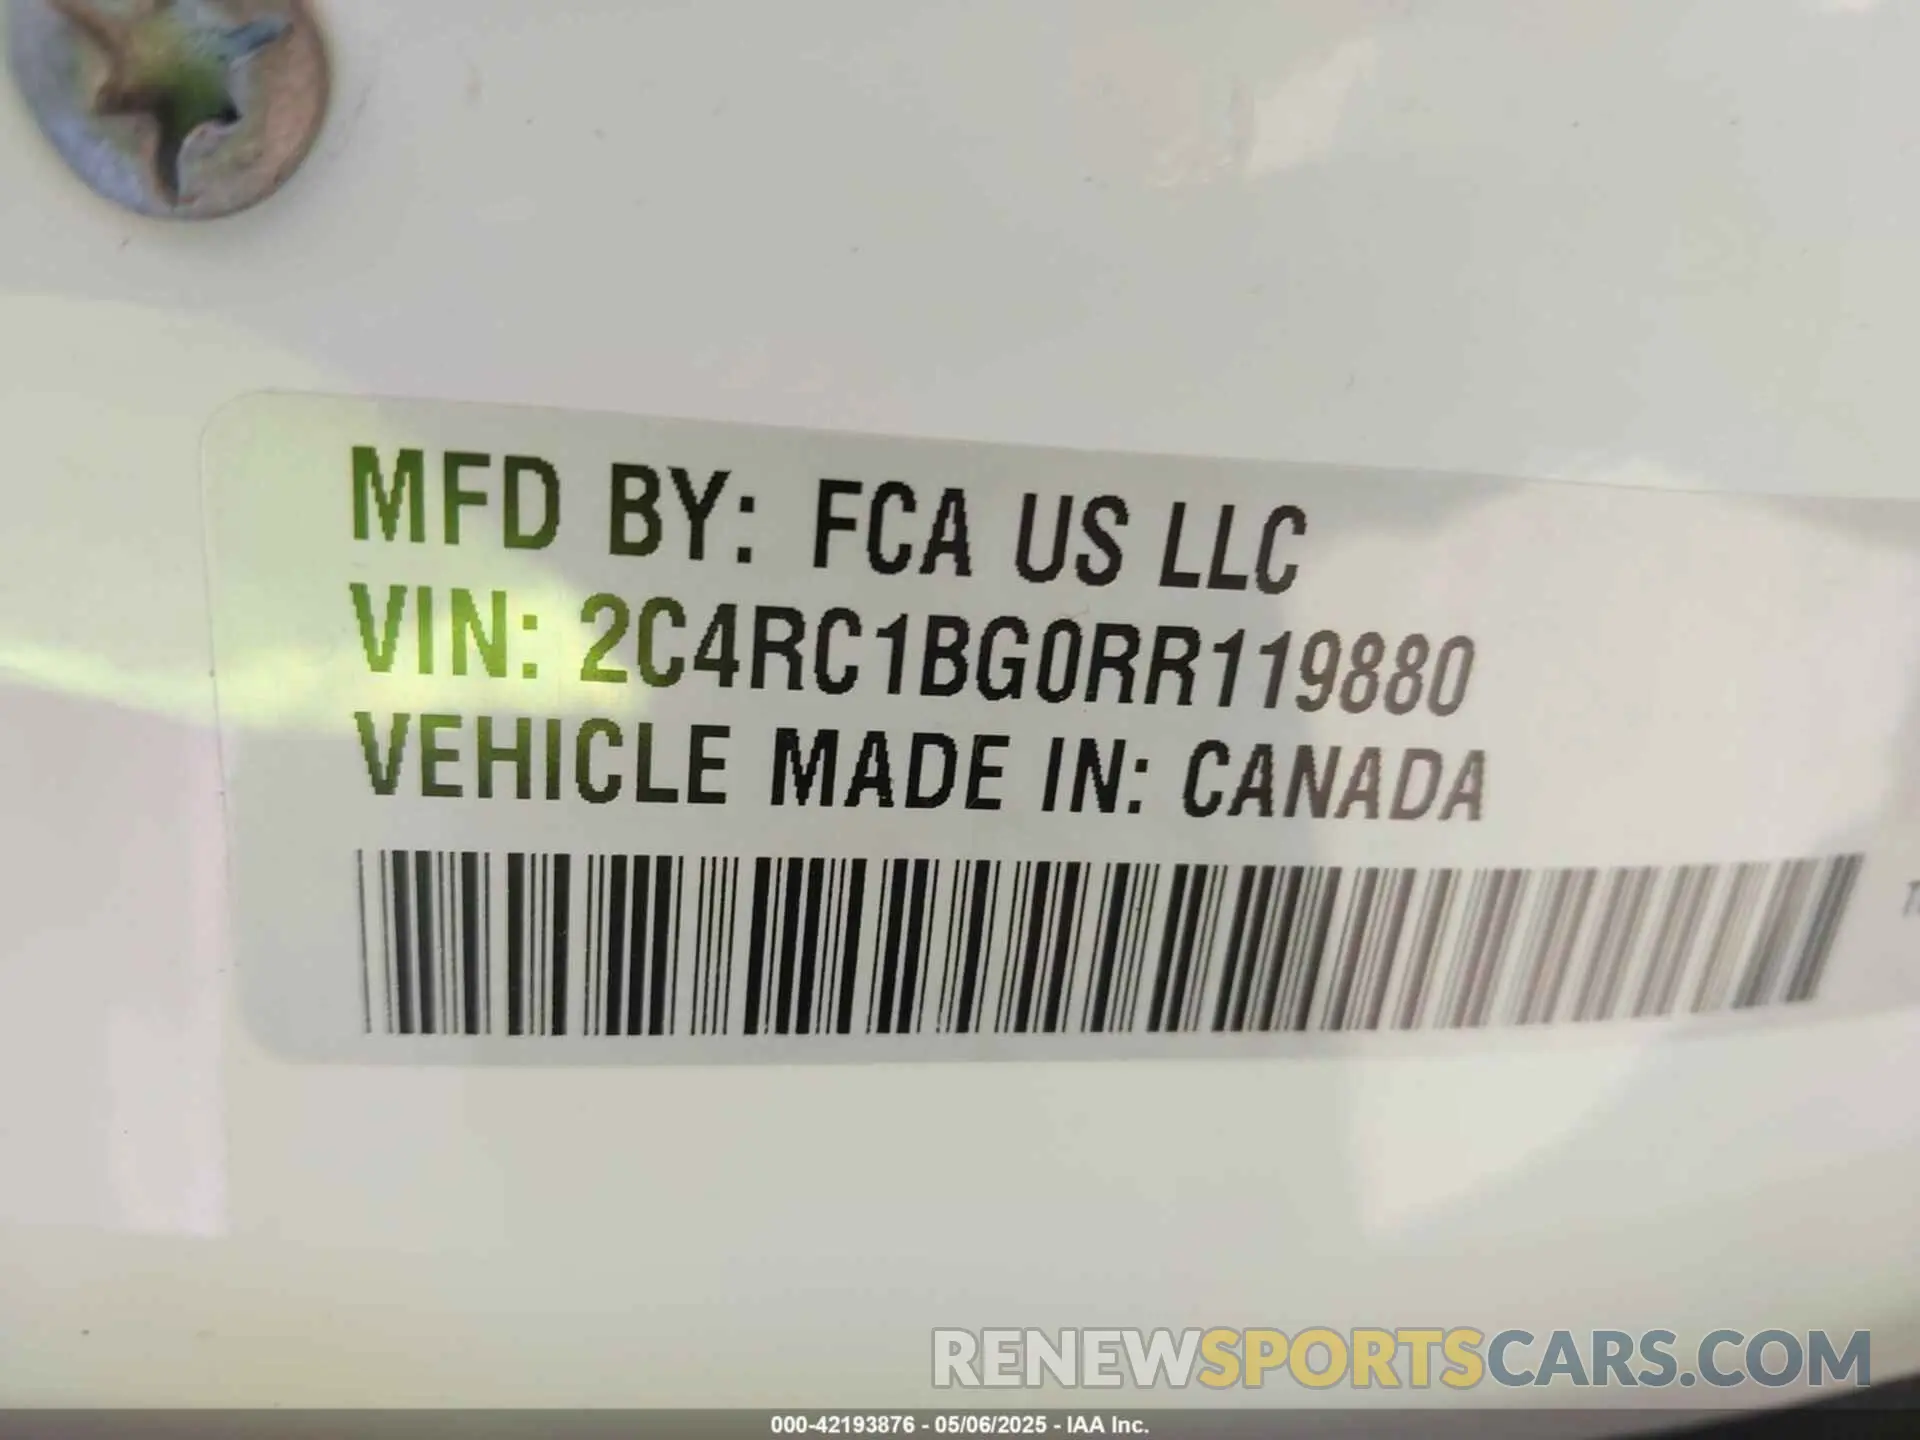 MFD BY: FCA US LLC
VIN: 2C4RC1BG0RR119880
VEHICLE MADE IN: CANADA
RENEWSPORTSCARS.COM
000-42193876 - 05/06/2025 - IAA Inc.